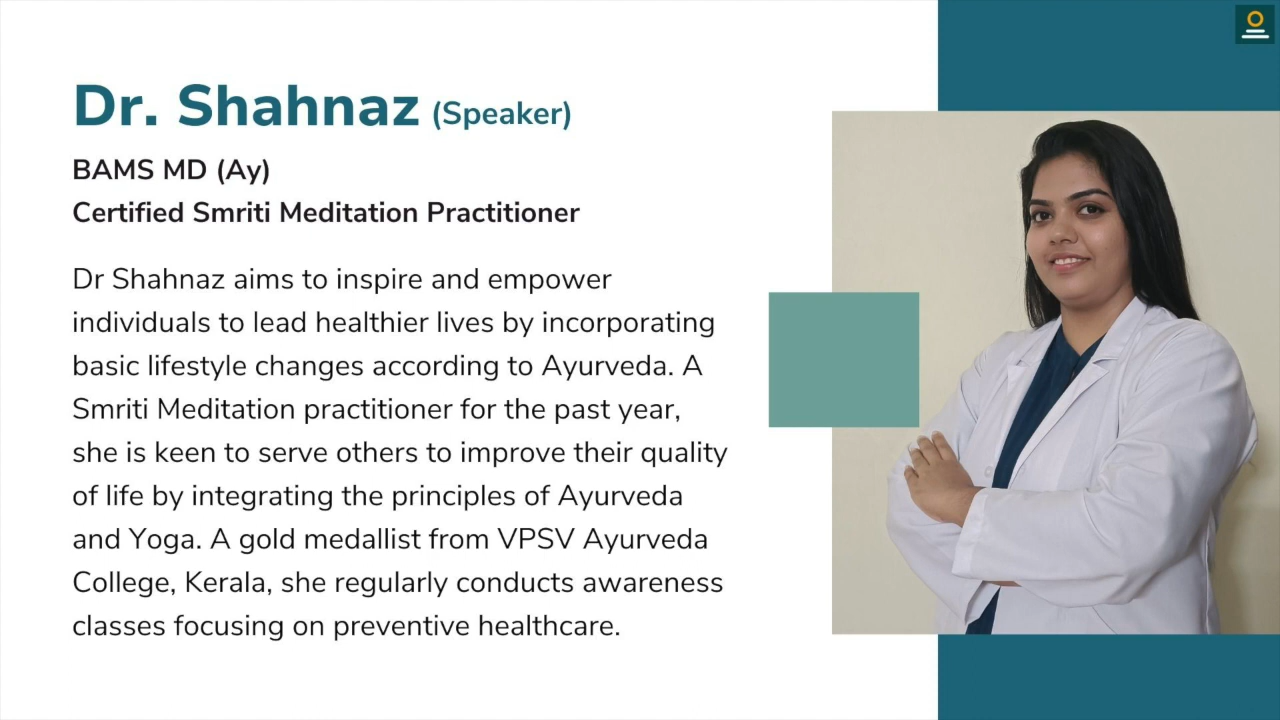 Dr. Shahnaz (Speaker)
BAMS MD (Ay)
Certified Smriti Meditation Practitioner
Dr Shahnaz aims to inspire and empower
individuals to lead healthier lives by incorporating
basic lifestyle changes according to Ayurveda. A
Smriti Meditation practitioner for the past year,
she is keen to serve others to improve their quality
of life by integrating the principles of Ayurveda
and Yoga. A gold medallist from VPSV Ayurveda
College, Kerala, she regularly conducts awareness
classes focusing on preventive healthcare.